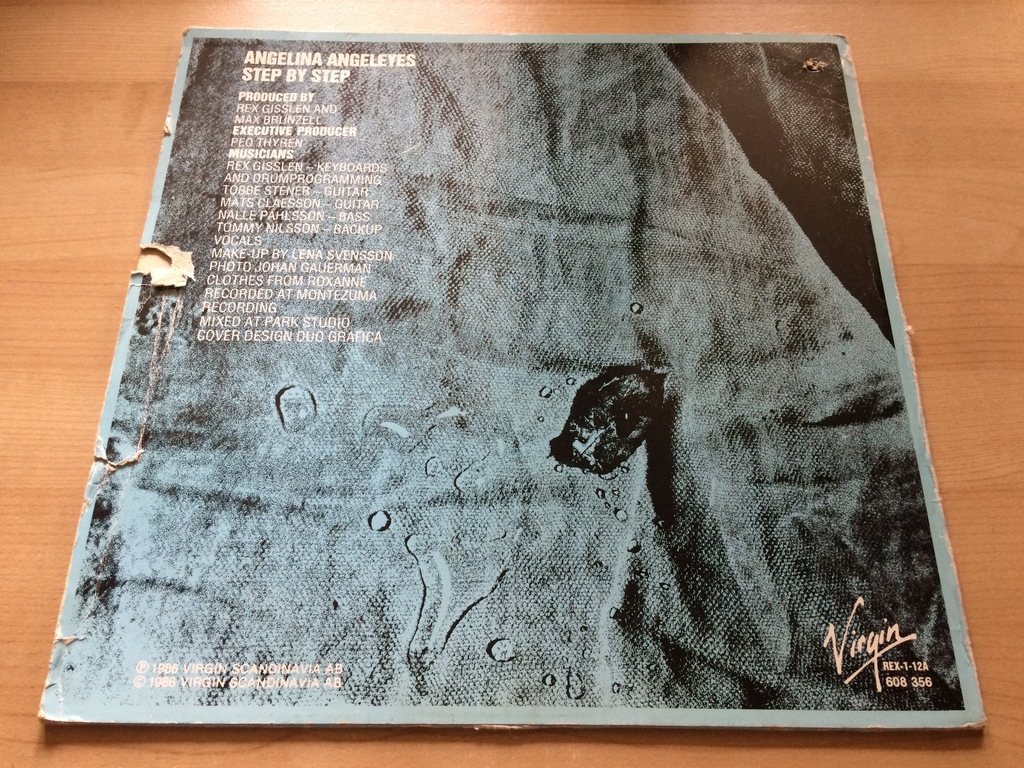 ANGELINA ANGELEYES
STEP BY STEP
PRODUCED BY
REX GISSLEN AND
MAX BRUNZELL
EXECUTIVE PRODUCER
PEO THYREN
MUSICIANS
REX GISSLEN – KEYBOARDS
AND DRUMPROGRAMMING
TOBBE STENER – GUITAR
MATS CLAESSON – GUITAR
NALLE PÅHLSSON – BASS
TOMMY NILSSON – BACKUP
VOCALS
MAKE-UP BY LENA SVENSSON
PHOTO JOHAN GAUERMAN
CLOTHES FROM ROXANNE
RECORDED AT MONTEZUMA
RECORDING
MIXED AT PARK STUDIO
COVER DESIGN DUO GRAFICA
℗ 1986 VIRGIN SCANDINAVIA AB
© 1986 VIRGIN SCANDINAVIA AB
Virgin
REX-1-12A
608 356